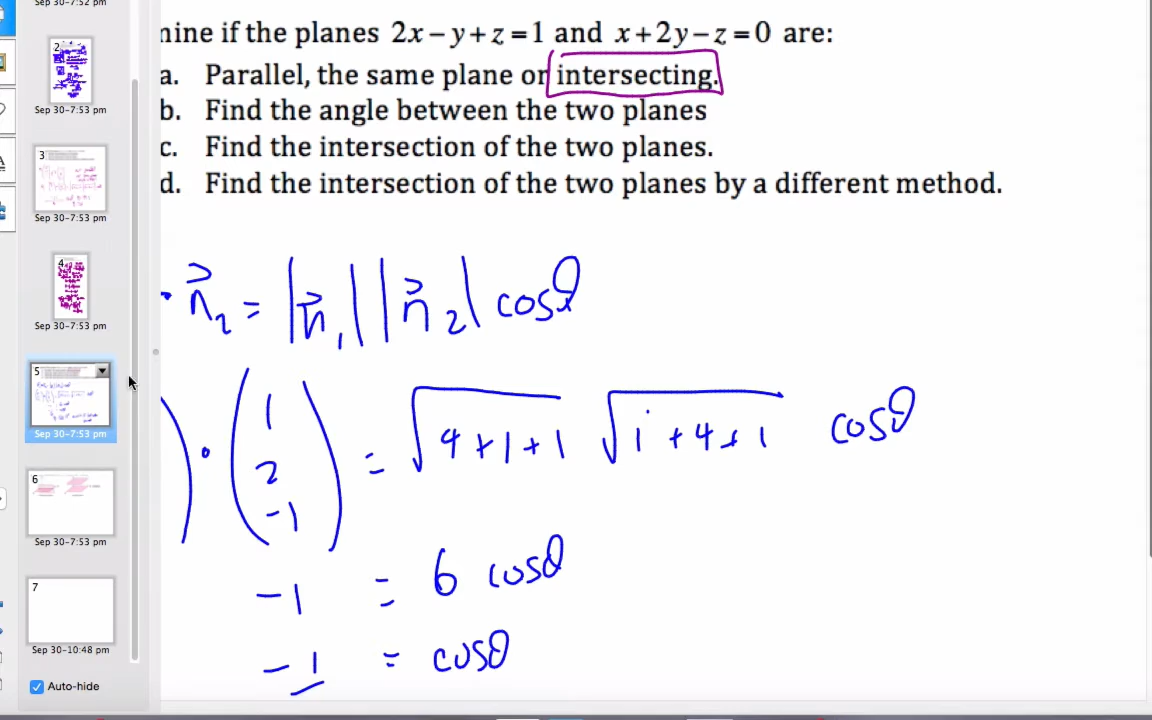 Sep 30-7:52 pm
2
Sep 30-7:53 pm
3
Sep 30-7:53 pm
4
Sep 30-7:53 pm
5
Sep 30-7:53 pm
6
Sep 30-7:53 pm
7
Sep 30-10:48 pm
Auto-hide
nine if the planes 2x−y+z=1 and x+2y−z=0 are:
a. Parallel, the same plane or intersecting.
b. Find the angle between the two planes
c. Find the intersection of the two planes.
d. Find the intersection of the two planes by a different method.
· n⃗₂ = |n⃗₁| |n⃗₂| cosθ
) · (1 2 -1) = √4+1+1 √1+4+1 cosθ
-1 = 6 cosθ
-1 = cosθ